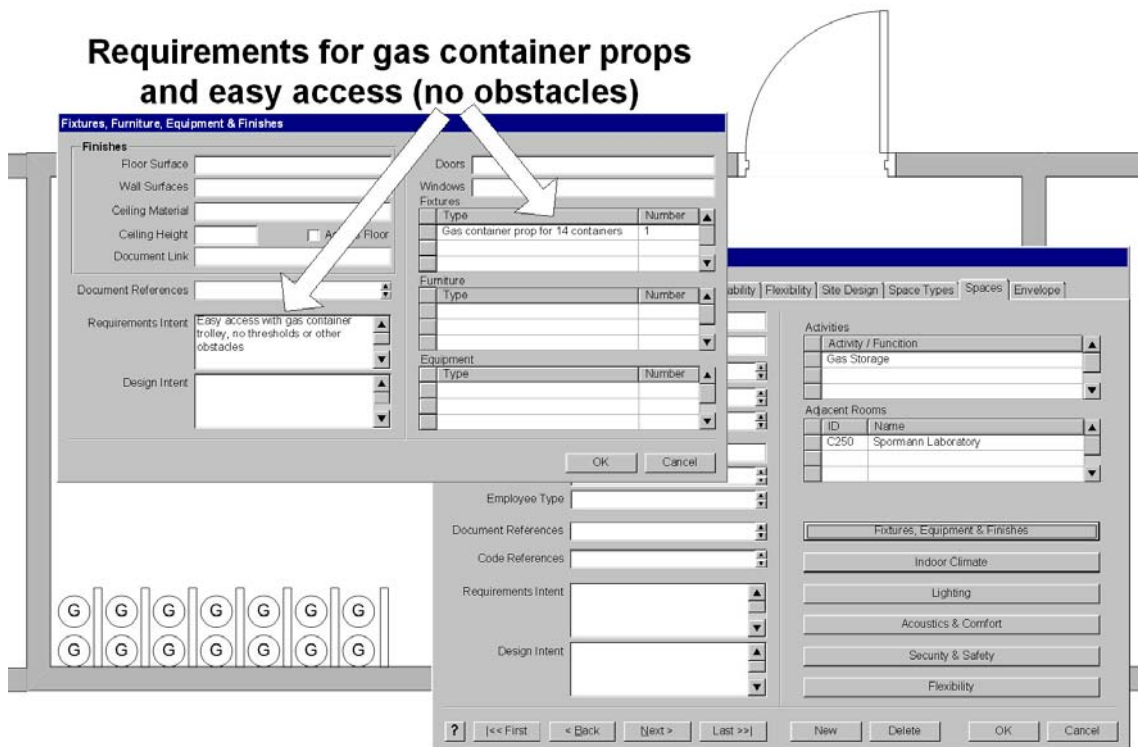 Requirements for gas container props
and easy access (no obstacles)
Fixtures, Furniture, Equipment & Finishes
Finishes
Floor Surface
Wall Surfaces
Ceiling Material
Ceiling Height
Floor
Document Link
Document References
Requirements Intent
Easy access with gas container
trolley, no thresholds or other
obstacles
Design Intent
Doors
Windows
Fixtures
Type Number
Gas container prop for 14 containers 1
Furniture
Type Number
Equipment
Type Number
OK Cancel
ability Flexibility Site Design Space Types Spaces Envelope
Employee Type
Document References
Code References
Requirements Intent
Design Intent
Activities
Activity / Funcition
Gas Storage
Adjacent Rooms
ID Name
C250 Spormann Laboratory
Fixtures, Equipment & Finishes
Indoor Climate
Lighting
Acoustics & Comfort
Security & Safety
Flexibility
? |<< First < Back Next > Last >>| New Delete OK Cancel
G G G G G G G
G G G G G G G